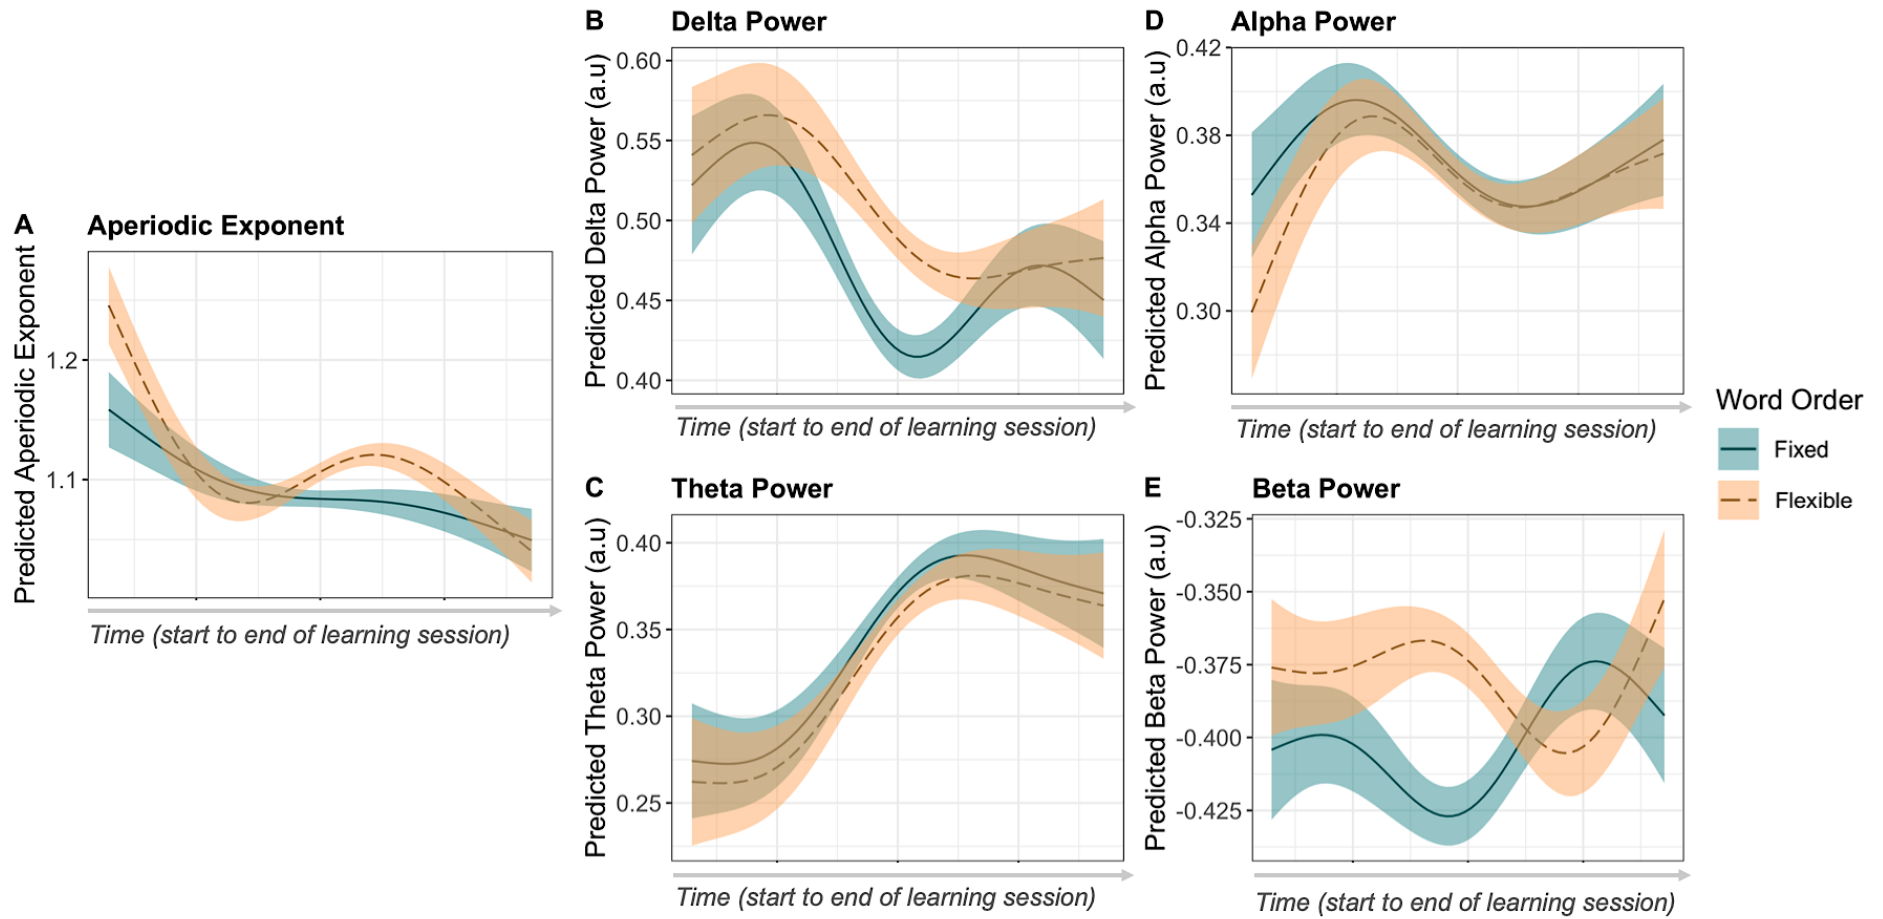 A Aperiodic Exponent
Predicted Aperiodic Exponent
1.2
1.1
Time (start to end of learning session)
B Delta Power
Predicted Delta Power (a.u)
0.60
0.55
0.50
0.45
0.40
Time (start to end of learning session)
C Theta Power
Predicted Theta Power (a.u)
0.40
0.35
0.30
0.25
Time (start to end of learning session)
D Alpha Power
Predicted Alpha Power (a.u)
0.42
0.38
0.34
0.30
Time (start to end of learning session)
E Beta Power
Predicted Beta Power (a.u)
-0.325
-0.350
-0.375
-0.400
-0.425
Time (start to end of learning session)
Word Order
Fixed
Flexible